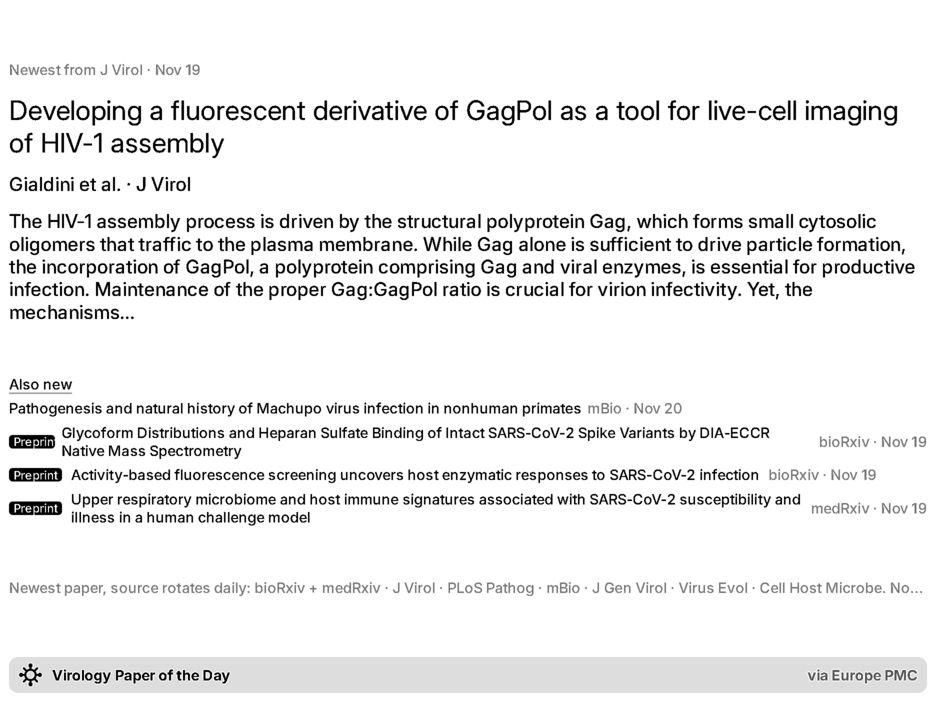 Newest from J Virol · Nov 19
Developing a fluorescent derivative of GagPol as a tool for live-cell imaging
of HIV-1 assembly
Gialdini et al. · J Virol
The HIV-1 assembly process is driven by the structural polyprotein Gag, which forms small cytosolic
oligomers that traffic to the plasma membrane. While Gag alone is sufficient to drive particle formation,
the incorporation of GagPol, a polyprotein comprising Gag and viral enzymes, is essential for productive
infection. Maintenance of the proper Gag:GagPol ratio is crucial for virion infectivity. Yet, the
mechanisms...
Also new
Pathogenesis and natural history of Machupo virus infection in nonhuman primates mBio · Nov 20
Preprin Glycoform Distributions and Heparan Sulfate Binding of Intact SARS-CoV-2 Spike Variants by DIA-ECCR
Native Mass Spectrometry bioRxiv · Nov 19
Preprint Activity-based fluorescence screening uncovers host enzymatic responses to SARS-CoV-2 infection bioRxiv · Nov 19
Preprint Upper respiratory microbiome and host immune signatures associated with SARS-CoV-2 susceptibility and
illness in a human challenge model medRxiv · Nov 19
Newest paper, source rotates daily: bioRxiv + medRxiv · J Virol · PLoS Pathog · mBio · J Gen Virol · Virus Evol · Cell Host Microbe. No...
Virology Paper of the Day via Europe PMC